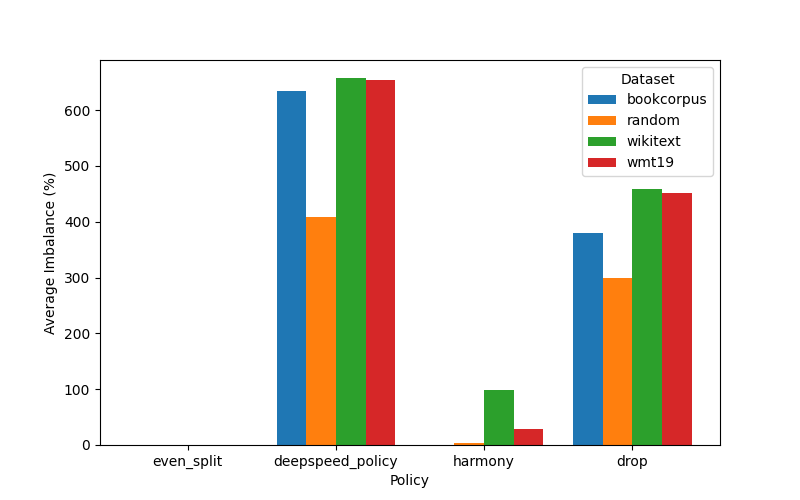 Dataset
bookcorpus
random
wikitext
wmt19
Average Imbalance (%)
600
500
400
300
200
100
0
even_split deepspeed_policy harmony drop
Policy